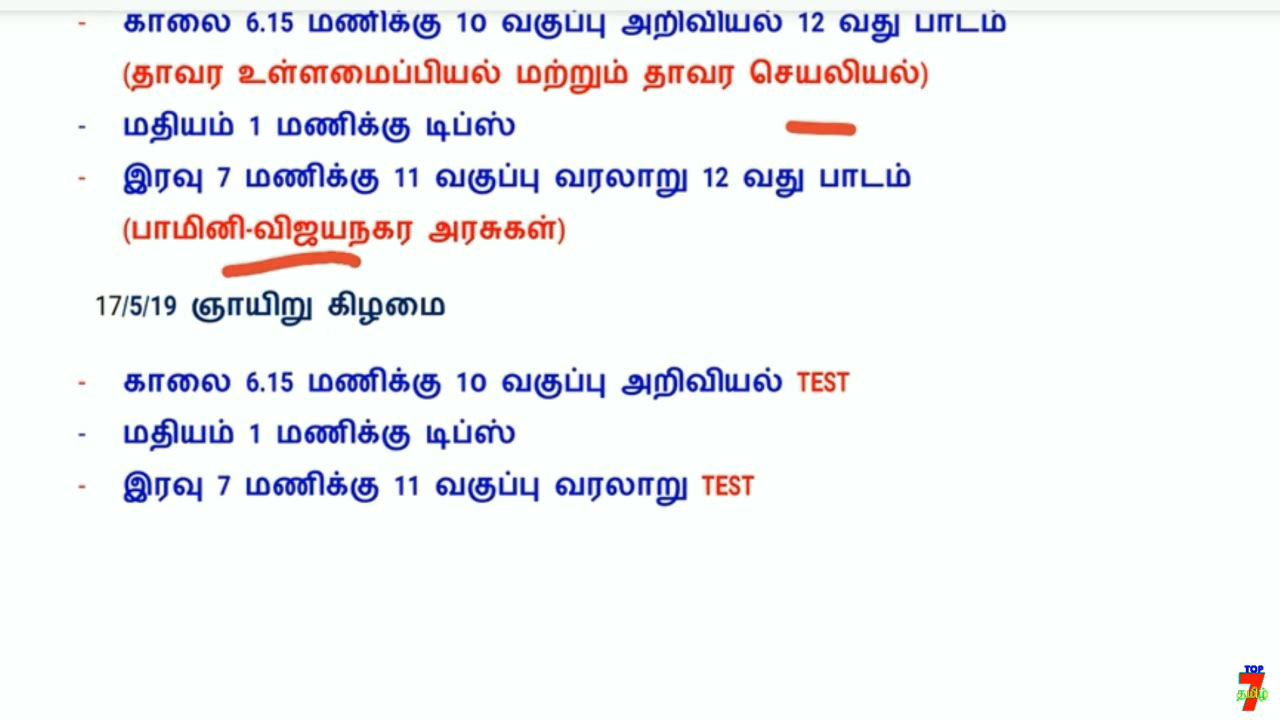 - காலை 6.15 மணிக்கு 10 வகுப்பு அறிவியல் 12 வது பாடம்
(தாவர உள்ளமைப்பியல் மற்றும் தாவர செயலியல்)
- மதியம் 1 மணிக்கு டிப்ஸ்
- இரவு 7 மணிக்கு 11 வகுப்பு வரலாறு 12 வது பாடம்
(பாமினி-விஜயநகர அரசுகள்)
17/5/19 ஞாயிறு கிழமை
- காலை 6.15 மணிக்கு 10 வகுப்பு அறிவியல் TEST
- மதியம் 1 மணிக்கு டிப்ஸ்
- இரவு 7 மணிக்கு 11 வகுப்பு வரலாறு TEST
TOP
7
தமிழ்